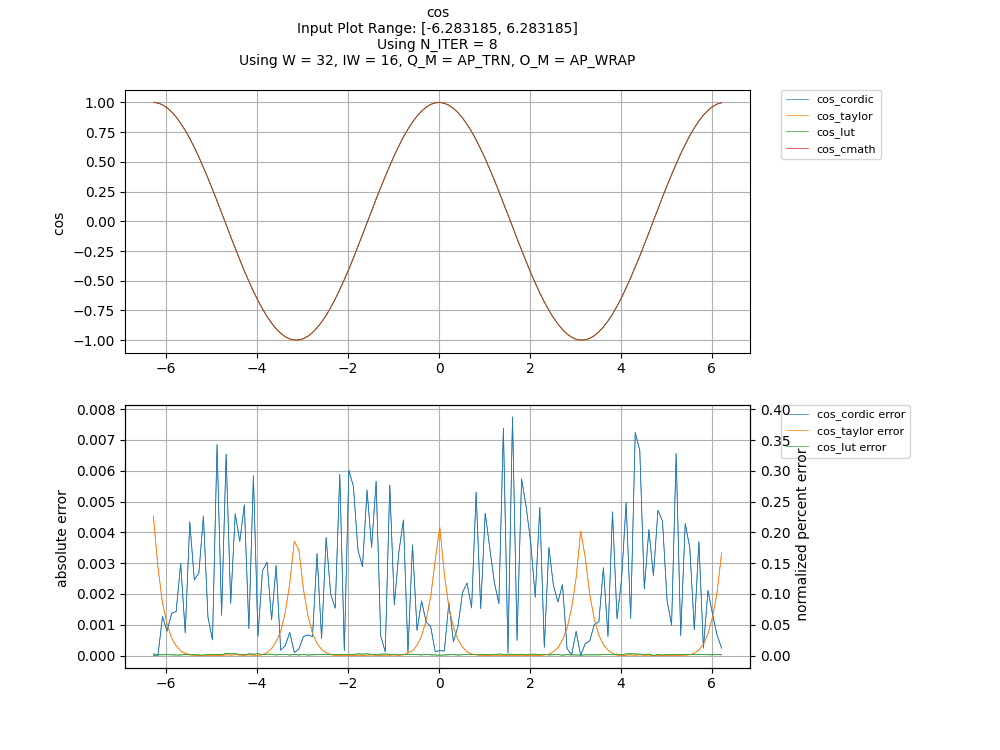 cos
Input Plot Range: [-6.283185, 6.283185]
Using N_ITER = 8
Using W = 32, IW = 16, Q_M = AP_TRN, O_M = AP_WRAP
cos
1.00
0.75
0.50
0.25
0.00
−0.25
−0.50
−0.75
−1.00
−6 −4 −2 0 2 4 6
cos_cordic
cos_taylor
cos_lut
cos_cmath
absolute error
0.008
0.007
0.006
0.005
0.004
0.003
0.002
0.001
0.000
−6 −4 −2 0 2 4 6
0.40
0.35
0.30
0.25
0.20
0.15
0.10
0.05
0.00
normalized percent error
cos_cordic error
cos_taylor error
cos_lut error